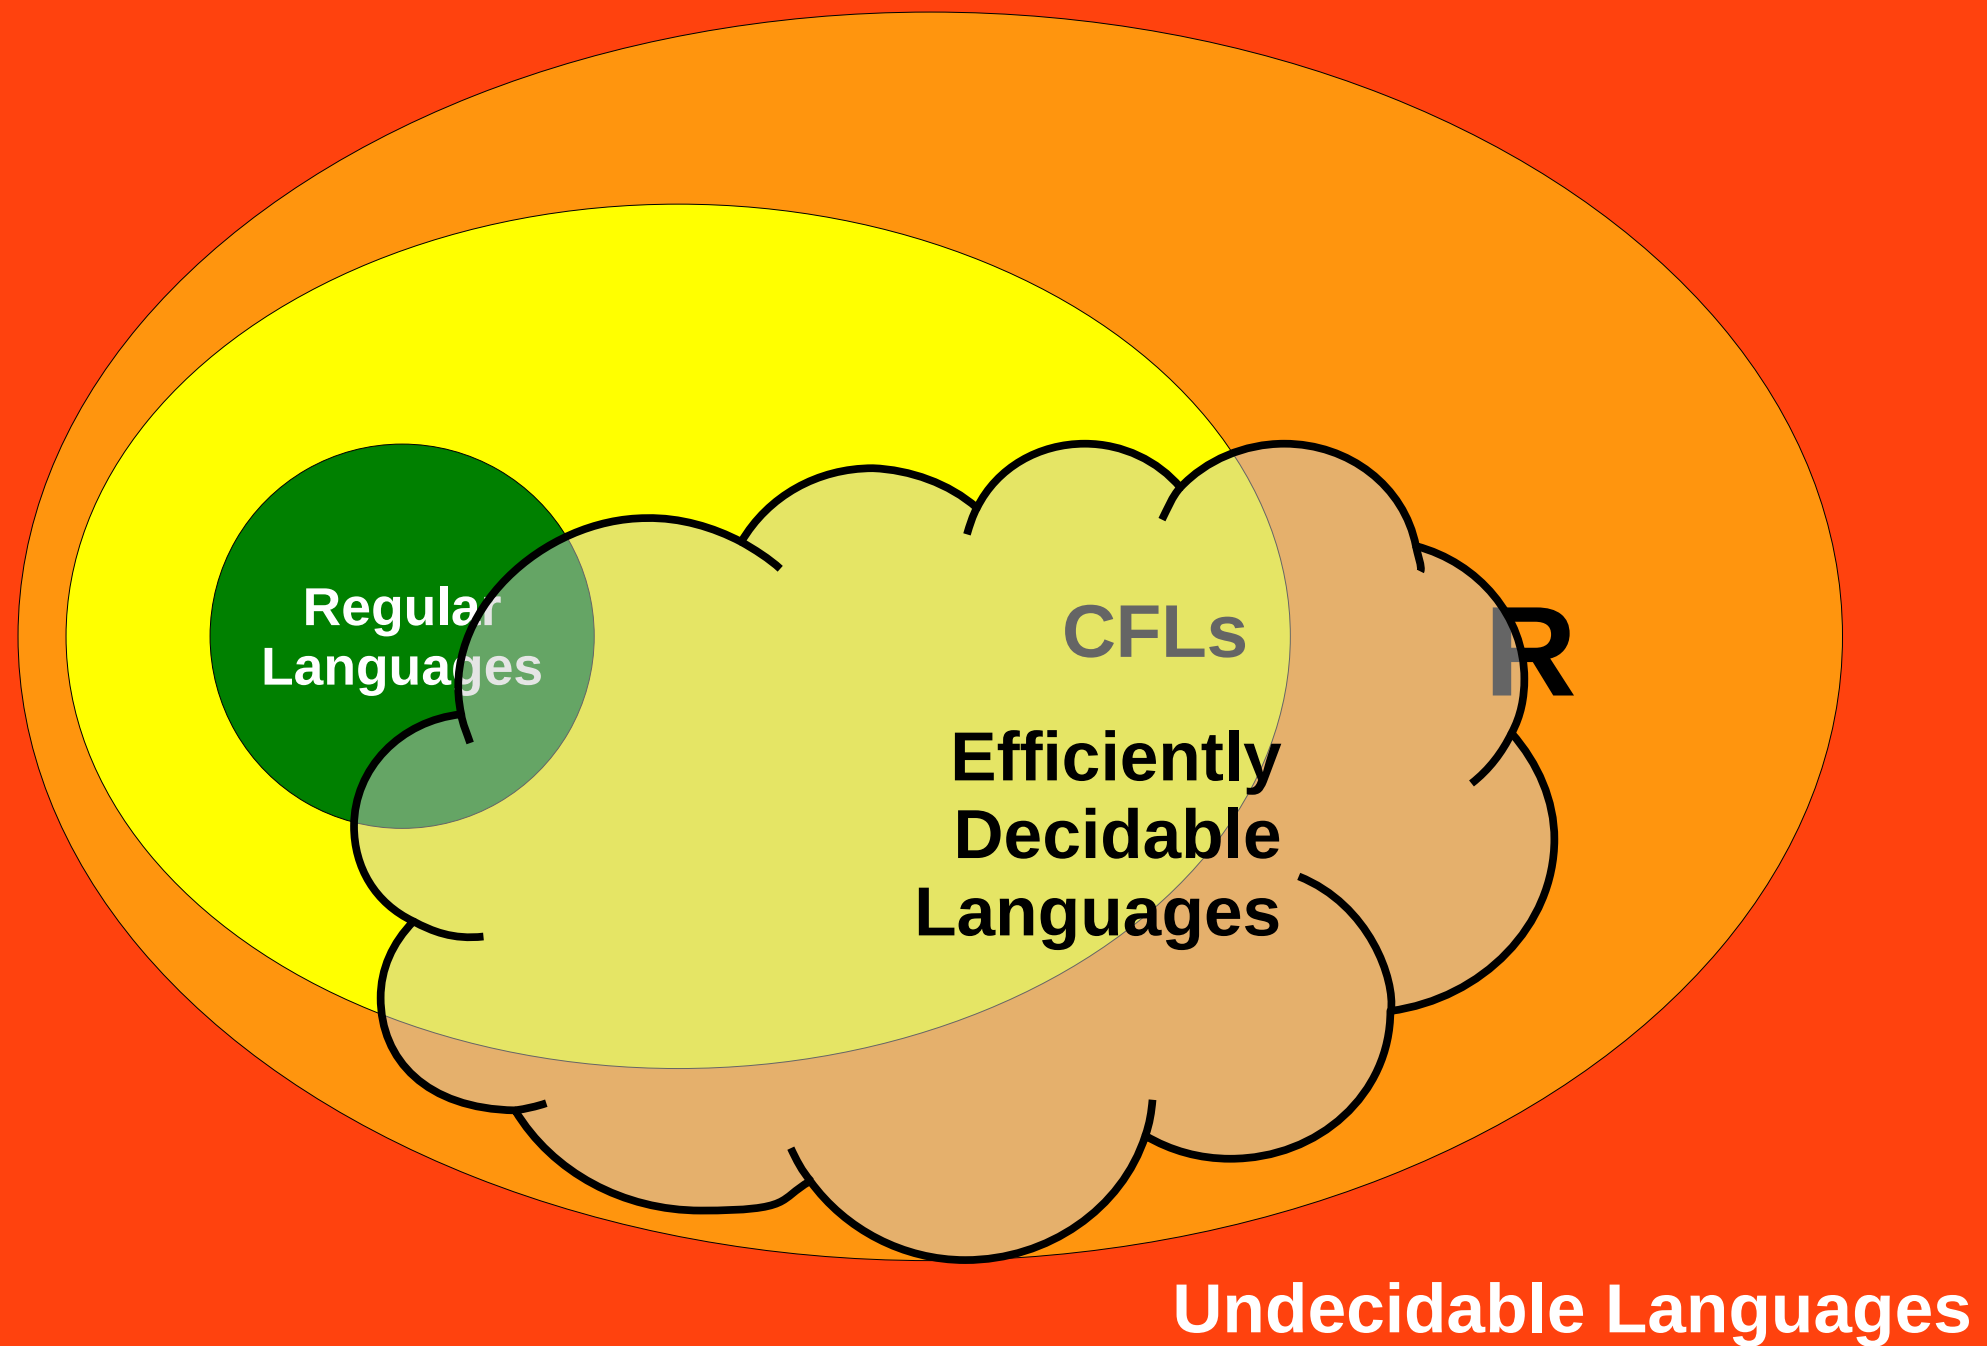 Regular
Languages
CFLs
R
Efficiently
Decidable
Languages
Undecidable Languages